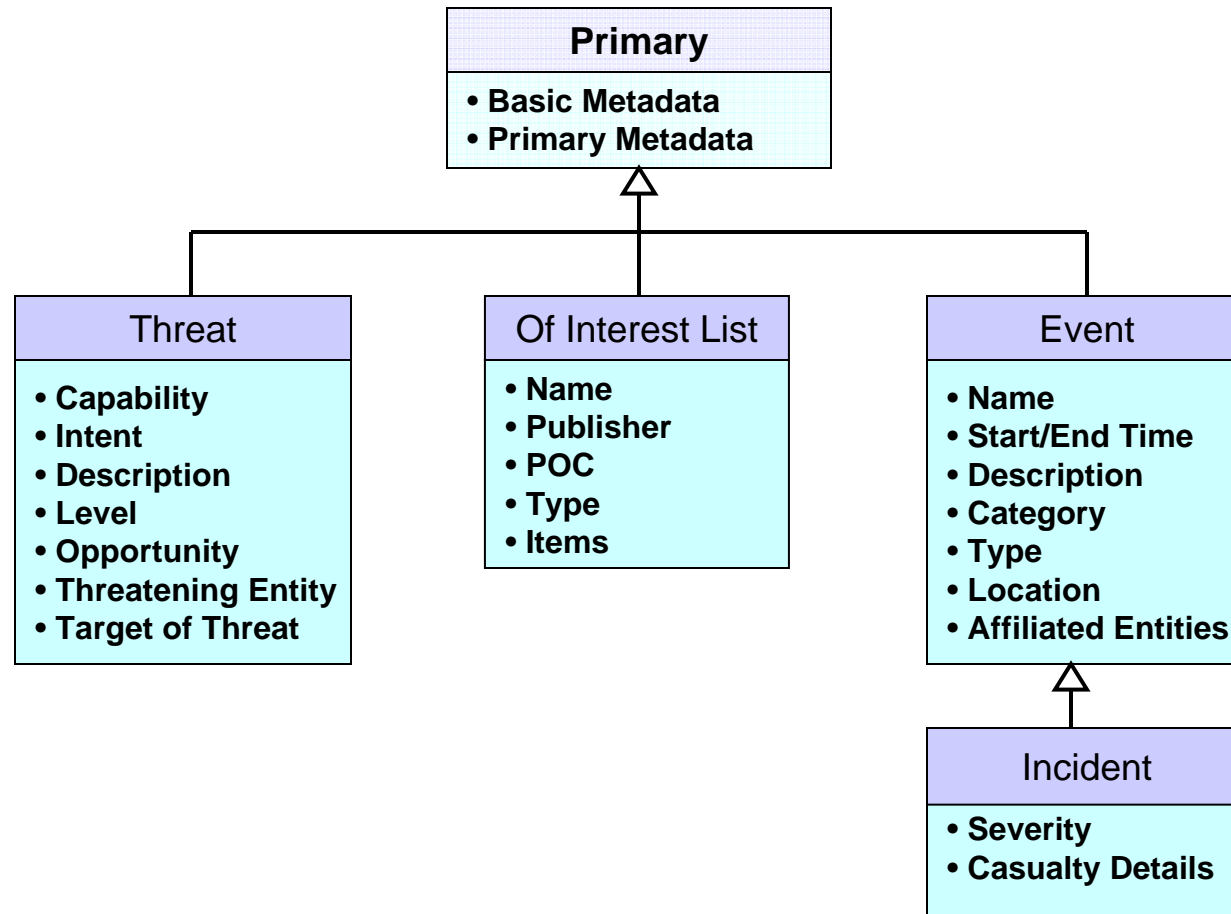 Primary
• Basic Metadata
• Primary Metadata
Threat
• Capability
• Intent
• Description
• Level
• Opportunity
• Threatening Entity
• Target of Threat
Of Interest List
• Name
• Publisher
• POC
• Type
• Items
Event
• Name
• Start/End Time
• Description
• Category
• Type
• Location
• Affiliated Entities
Incident
• Severity
• Casualty Details